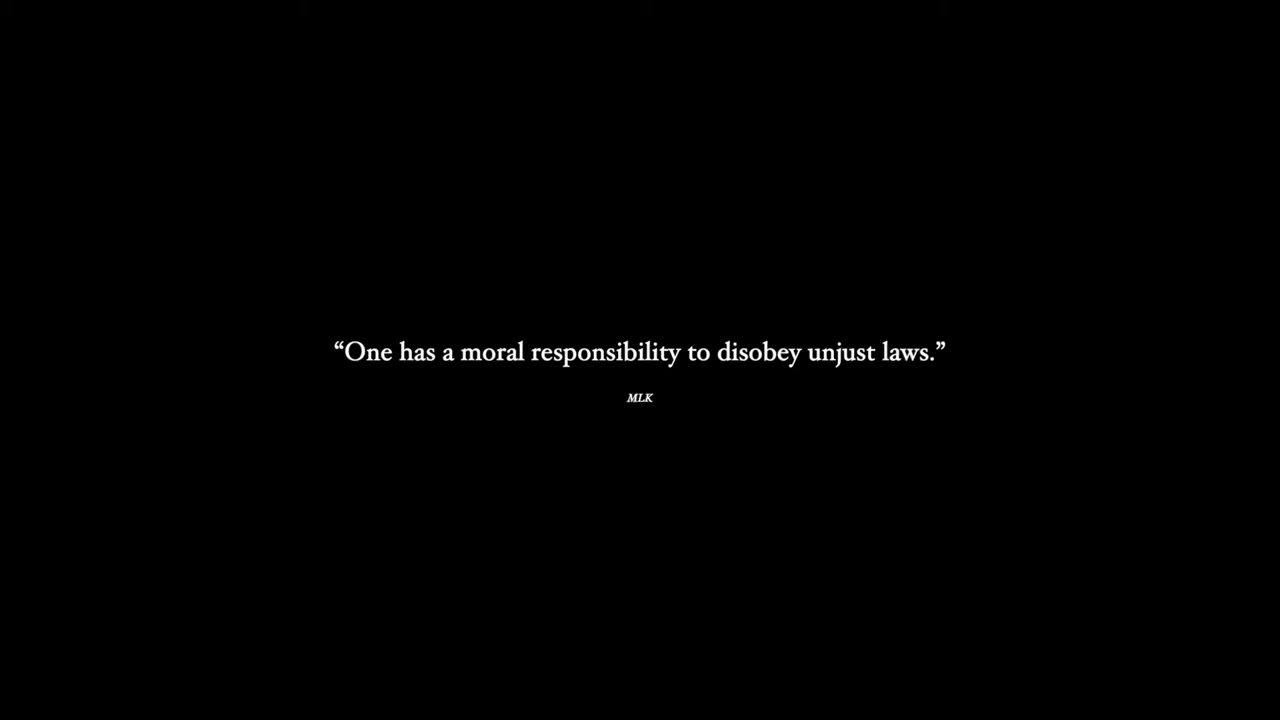 “One has a moral responsibility to disobey unjust laws.”
MLK